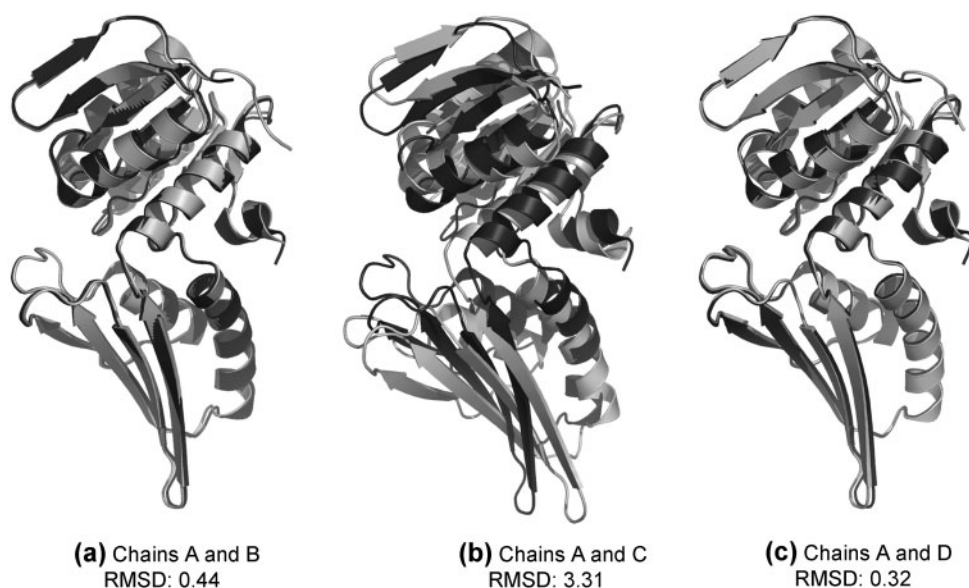 (a) Chains A and B
RMSD: 0.44
(b) Chains A and C
RMSD: 3.31
(c) Chains A and D
RMSD: 0.32